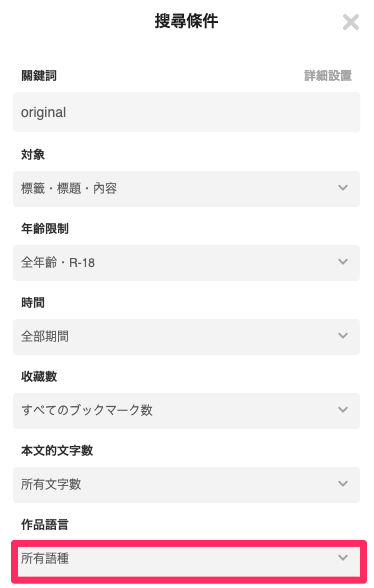 搜尋條件
關鍵詞
詳細設置
original
対象
標籤・標題・內容
年齡限制
全年齡・R-18
時間
全部期間
收藏數
すべてのブックマーク数
本文的文字數
所有文字數
作品語言
所有語種